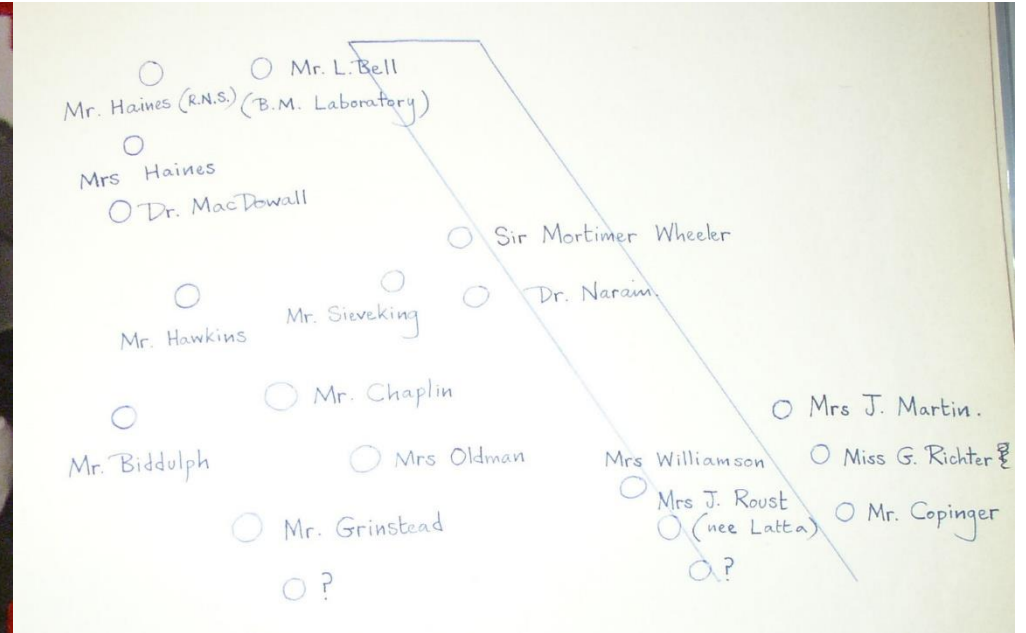 Mr. L. Bell
Mr. Haines (R.N.S.) (B.M. Laboratory)
Mrs Haines
Dr. MacDowall
Sir Mortimer Wheeler
Dr. Narain.
Mr. Sieveking
Mr. Hawkins
Mr. Chaplin
Mrs J. Martin.
Mr. Biddulph
Mrs Oldman
Mrs Williamson
Miss G. Richter
Mrs J. Roust
(nee Latta)
Mr. Copinger
Mr. Grinstead
?
?